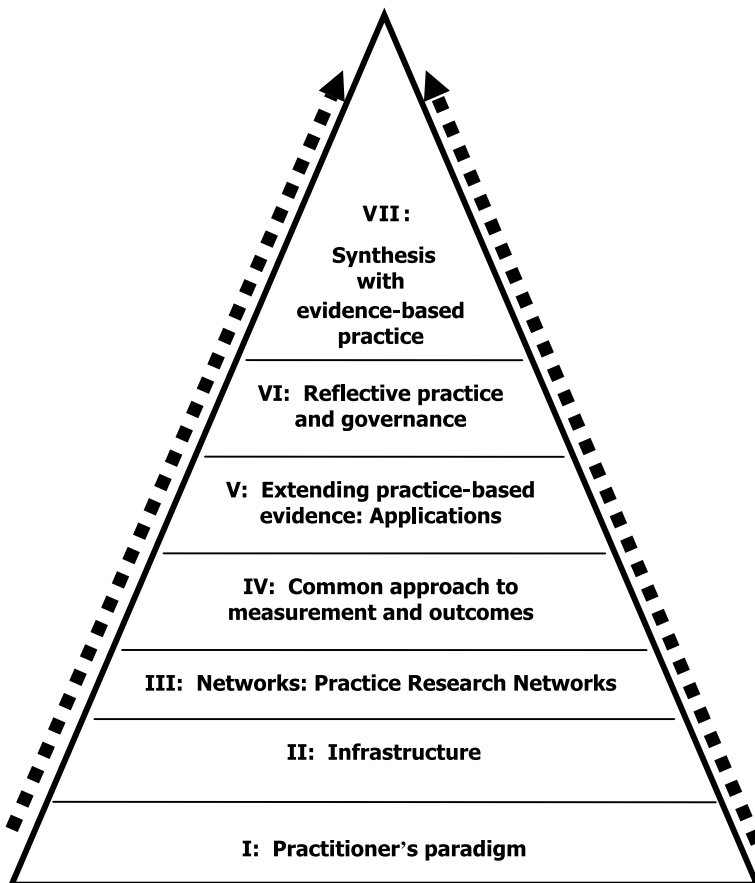 VII:
Synthesis
with
evidence-based
practice
VI: Reflective practice
and governance
V: Extending practice-based
evidence: Applications
IV: Common approach to
measurement and outcomes
III: Networks: Practice Research Networks
II: Infrastructure
I: Practitioner’s paradigm